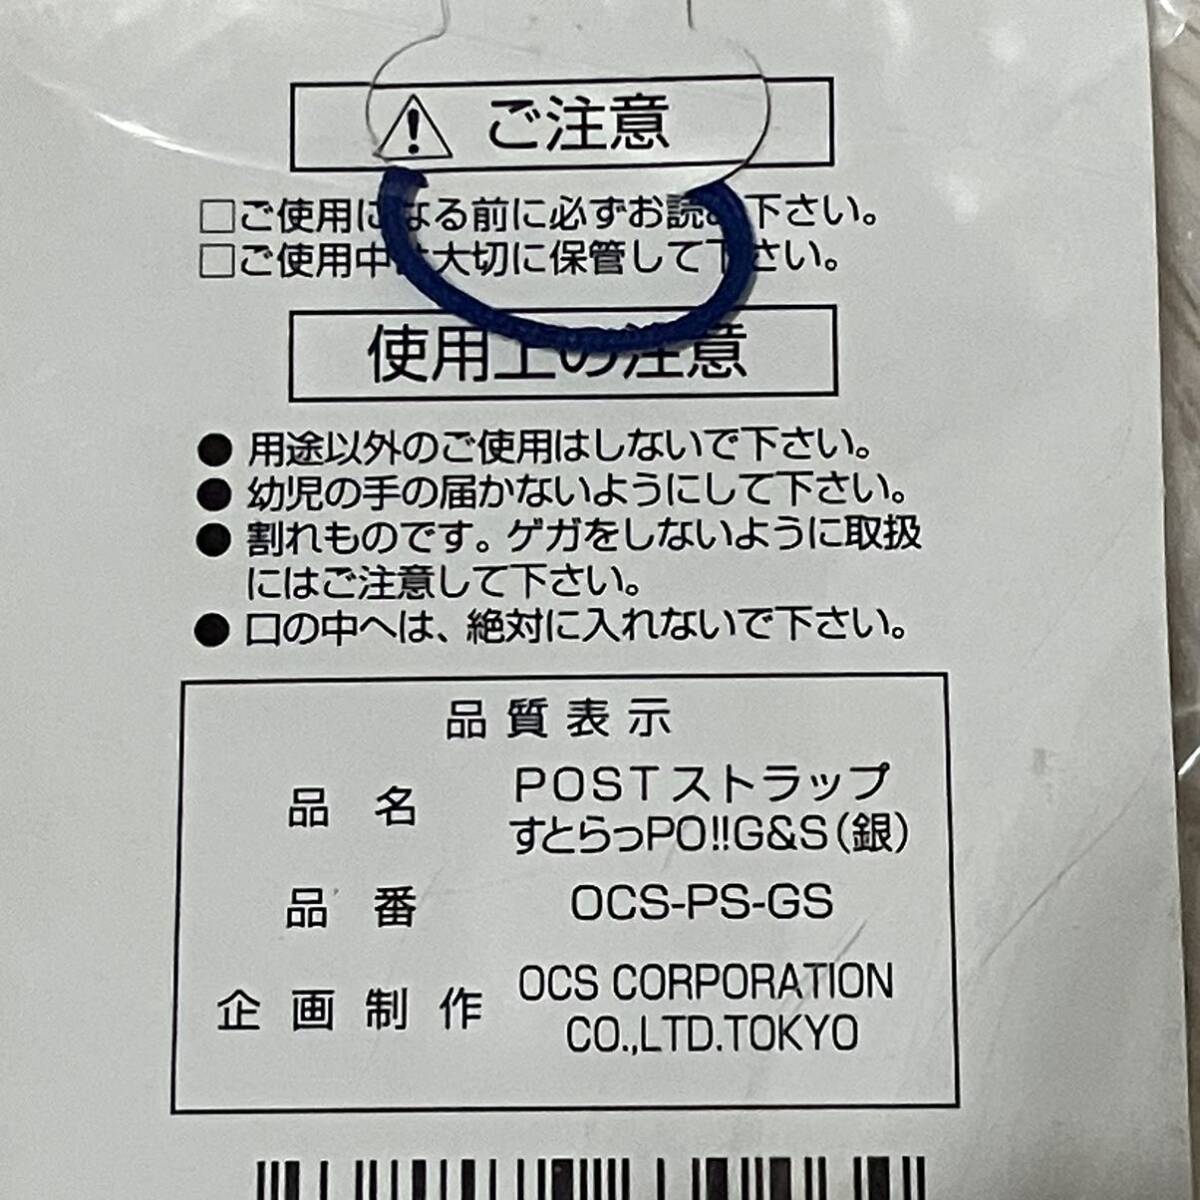 ご注意
□ご使用になる前に必ずお読み下さい。
□ご使用中は大切に保管して下さい。
使用上の注意
● 用途以外のご使用はしないで下さい。
● 幼児の手の届かないようにして下さい。
● 割れものです。ゲガをしないように取扱
にはご注意して下さい。
● 口の中へは、絶対に入れないで下さい。
品質表示
品名 POSTストラップ
すとらっPO!!G&S(銀)
品番 OCS-PS-GS
企画制作 OCS CORPORATION
CO.,LTD.TOKYO